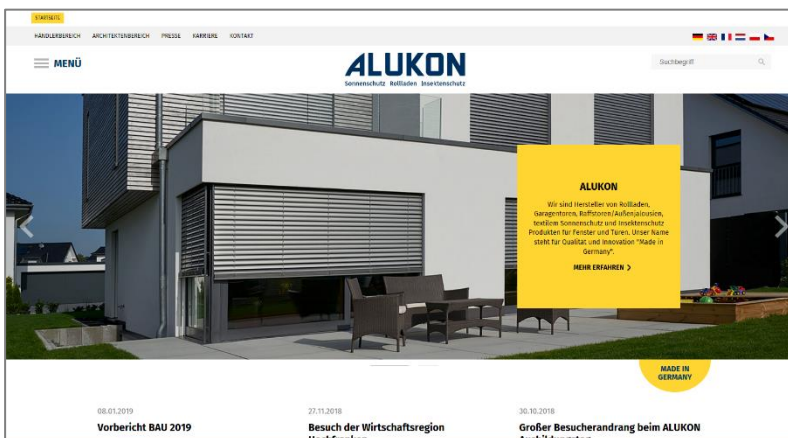 STARTSEITE
HÄNDLERBEREICH ARCHITEKTENBEREICH PRESSE KARRIERE KONTAKT
MENÜ
ALUKON
Sonnenschutz Rollladen Insektenschutz
Suchbegriff
ALUKON
Wir sind Hersteller von Rollladen,
Garagentoren, Raffstoren/Außenjalousien,
textilem Sonnenschutz und Insektenschutz
Produkten für Fenster und Türen. Unser Name
steht für Qualität und Innovation "Made in
Germany".
MEHR ERFAHREN
MADE IN
GERMANY
08.01.2019
Vorbericht BAU 2019
27.11.2018
Besuch der Wirtschaftsregion
30.10.2018
Großer Besucherandrang beim ALUKON